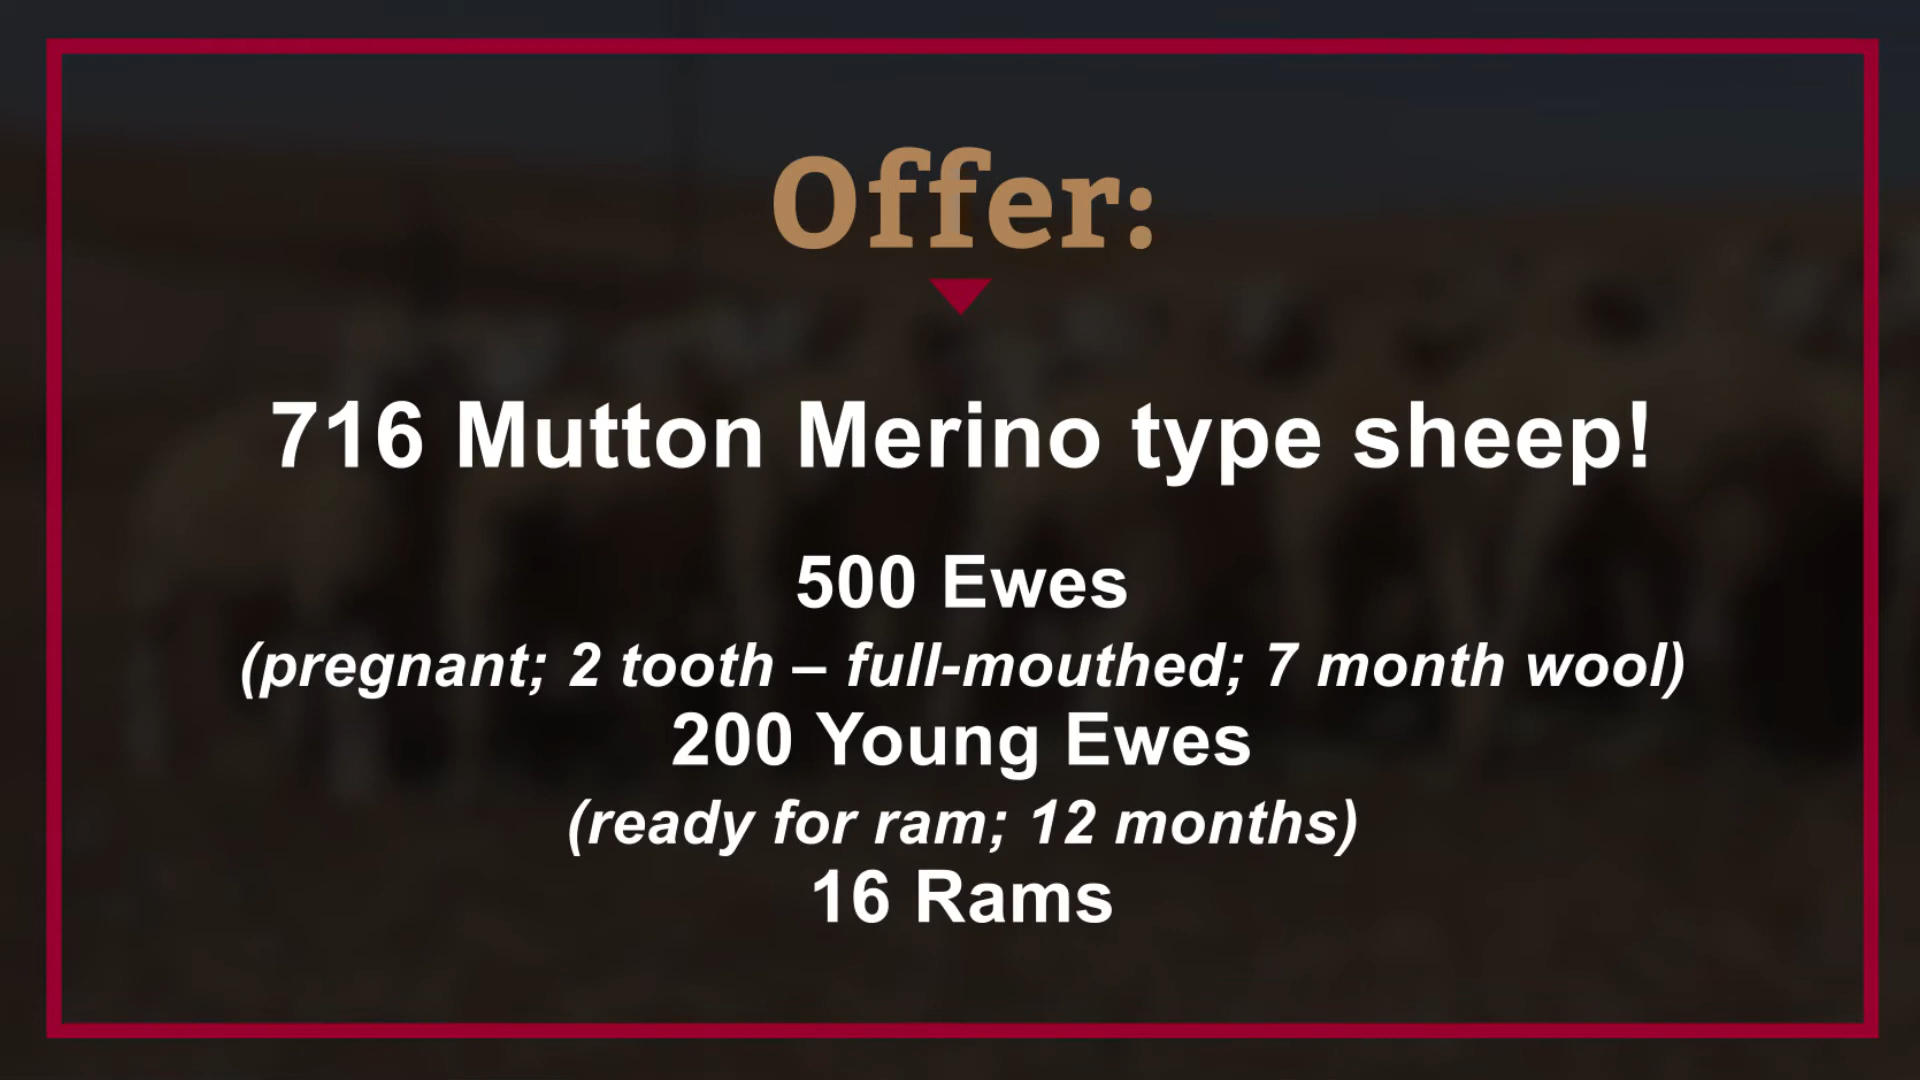 Offer:
716 Mutton Merino type sheep!
500 Ewes
(pregnant; 2 tooth – full-mouthed; 7 month wool)
200 Young Ewes
(ready for ram; 12 months)
16 Rams